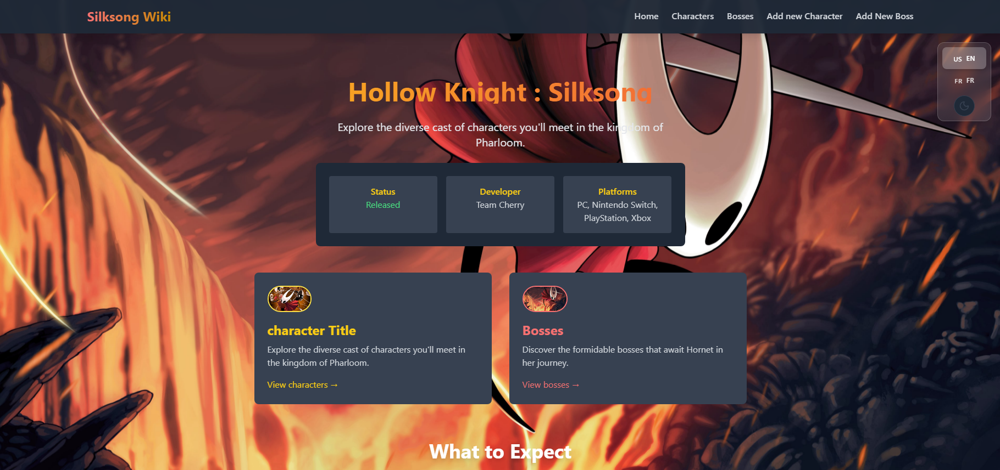 Silksong Wiki
Home Characters Bosses Add new Character Add New Boss
US EN
FR FR
Hollow Knight : Silksong
Explore the diverse cast of characters you'll meet in the kingdom of
Pharloom.
Status
Released
Developer
Team Cherry
Platforms
PC, Nintendo Switch,
PlayStation, Xbox
character Title
Explore the diverse cast of characters you'll meet in
the kingdom of Pharloom.
View characters →
Bosses
Discover the formidable bosses that await Hornet in
her journey.
View bosses →
What to Expect